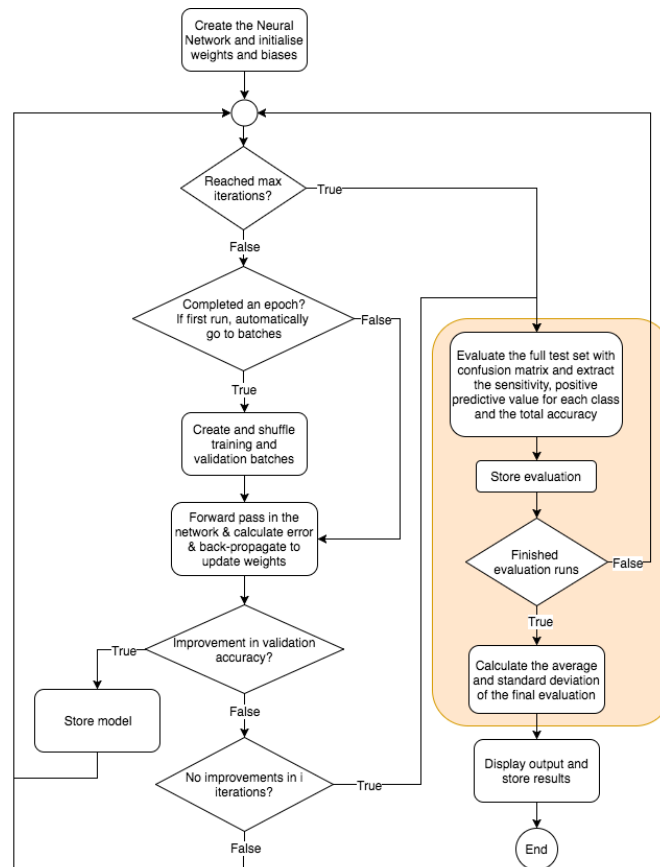 Create the Neural
Network and initialise
weights and biases
Reached max
iterations?
True
False
Completed an epoch?
If first run, automatically
go to batches
False
True
Create and shuffle
training and
validation batches
Forward pass in the
network & calculate error
& back-propagate to
update weights
Improvement in validation
accuracy?
True
False
Store model
No improvements in i
iterations?
True
False
Evaluate the full test set with
confusion matrix and extract
the sensitivity, positive
predictive value for each class
and the total accuracy
Store evaluation
Finished
evaluation runs
False
True
Calculate the average
and standard deviation
of the final evaluation
Display output and
store results
End